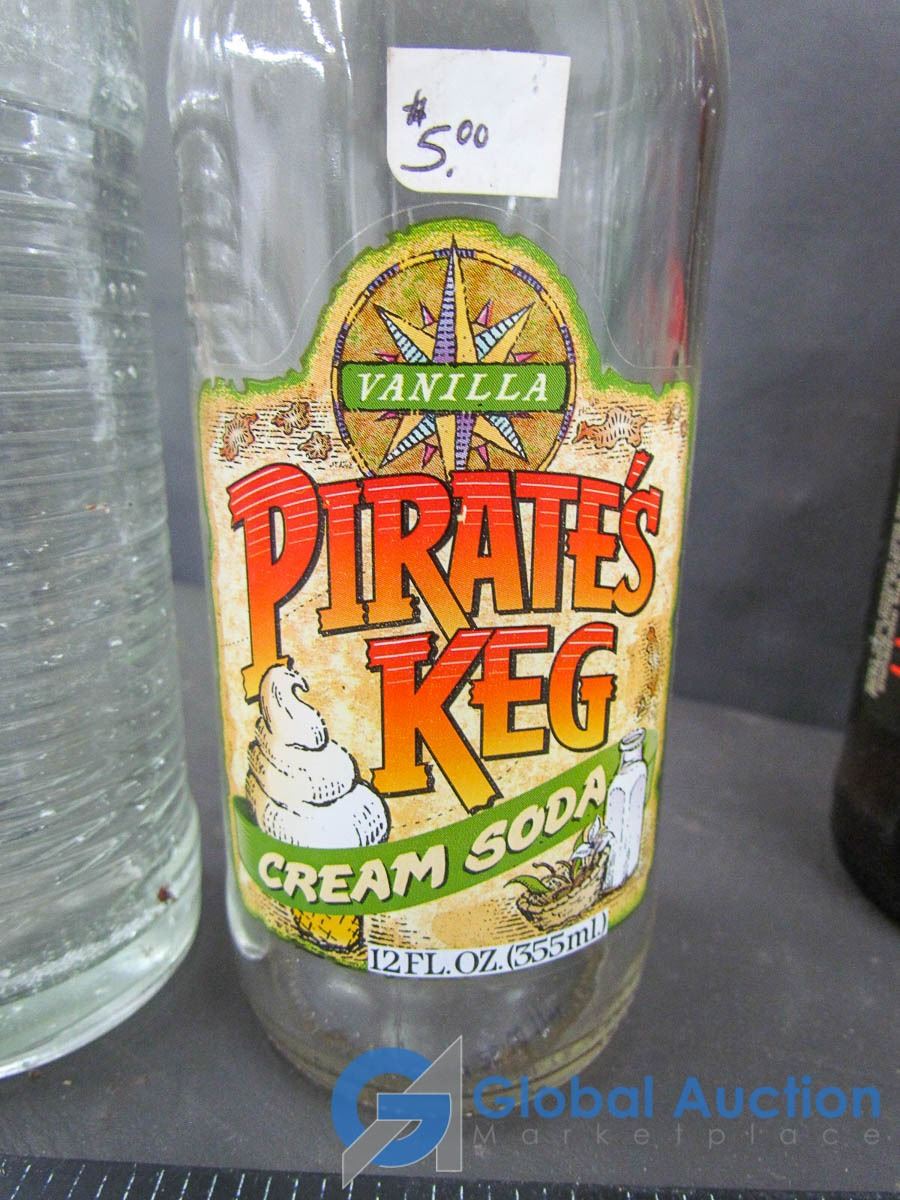 $5.00
VANILLA
PIRATE'S
KEG
CREAM SODA
12 FL. OZ. (355 ml.)
Global Auction
Marketplace